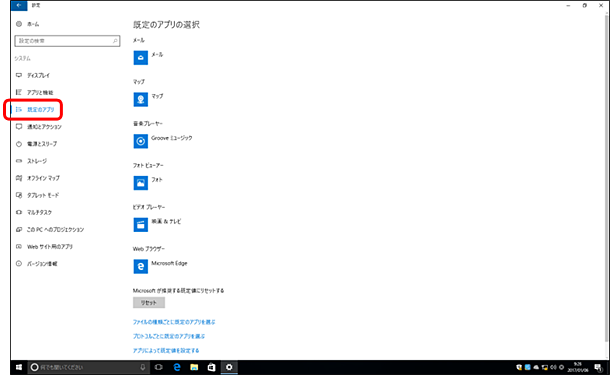 設定
ホーム
設定の検索
システム
ディスプレイ
アプリと機能
既定のアプリ
通知とアクション
電源とスリープ
ストレージ
オフライン マップ
タブレット モード
マルチタスク
この PC へのプロジェクション
Web サイト用のアプリ
バージョン情報
既定のアプリの選択
メール
メール
マップ
マップ
音楽プレーヤー
Groove ミュージック
フォト ビューアー
フォト
ビデオ プレーヤー
映画 & テレビ
Web ブラウザー
Microsoft Edge
Microsoft が推奨する既定値にリセットする
リセット
ファイルの種類ごとに既定のアプリを選ぶ
プロトコルごとに既定のアプリを選ぶ
アプリによって既定値を設定する
何でも聞いてください
9:26
2017/01/06